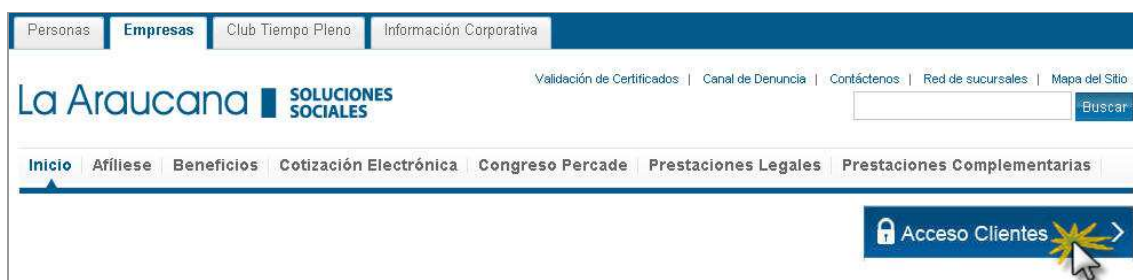 Personas Empresas Club Tiempo Pleno Información Corporativa
Validación de Certificados | Canal de Denuncia | Contáctenos | Red de sucursales | Mapa del Sitio
La Araucana SOLUCIONES SOCIALES
Buscar
Inicio Afíliese Beneficios Cotización Electrónica Congreso Percade Prestaciones Legales Prestaciones Complementarias
Acceso Clientes